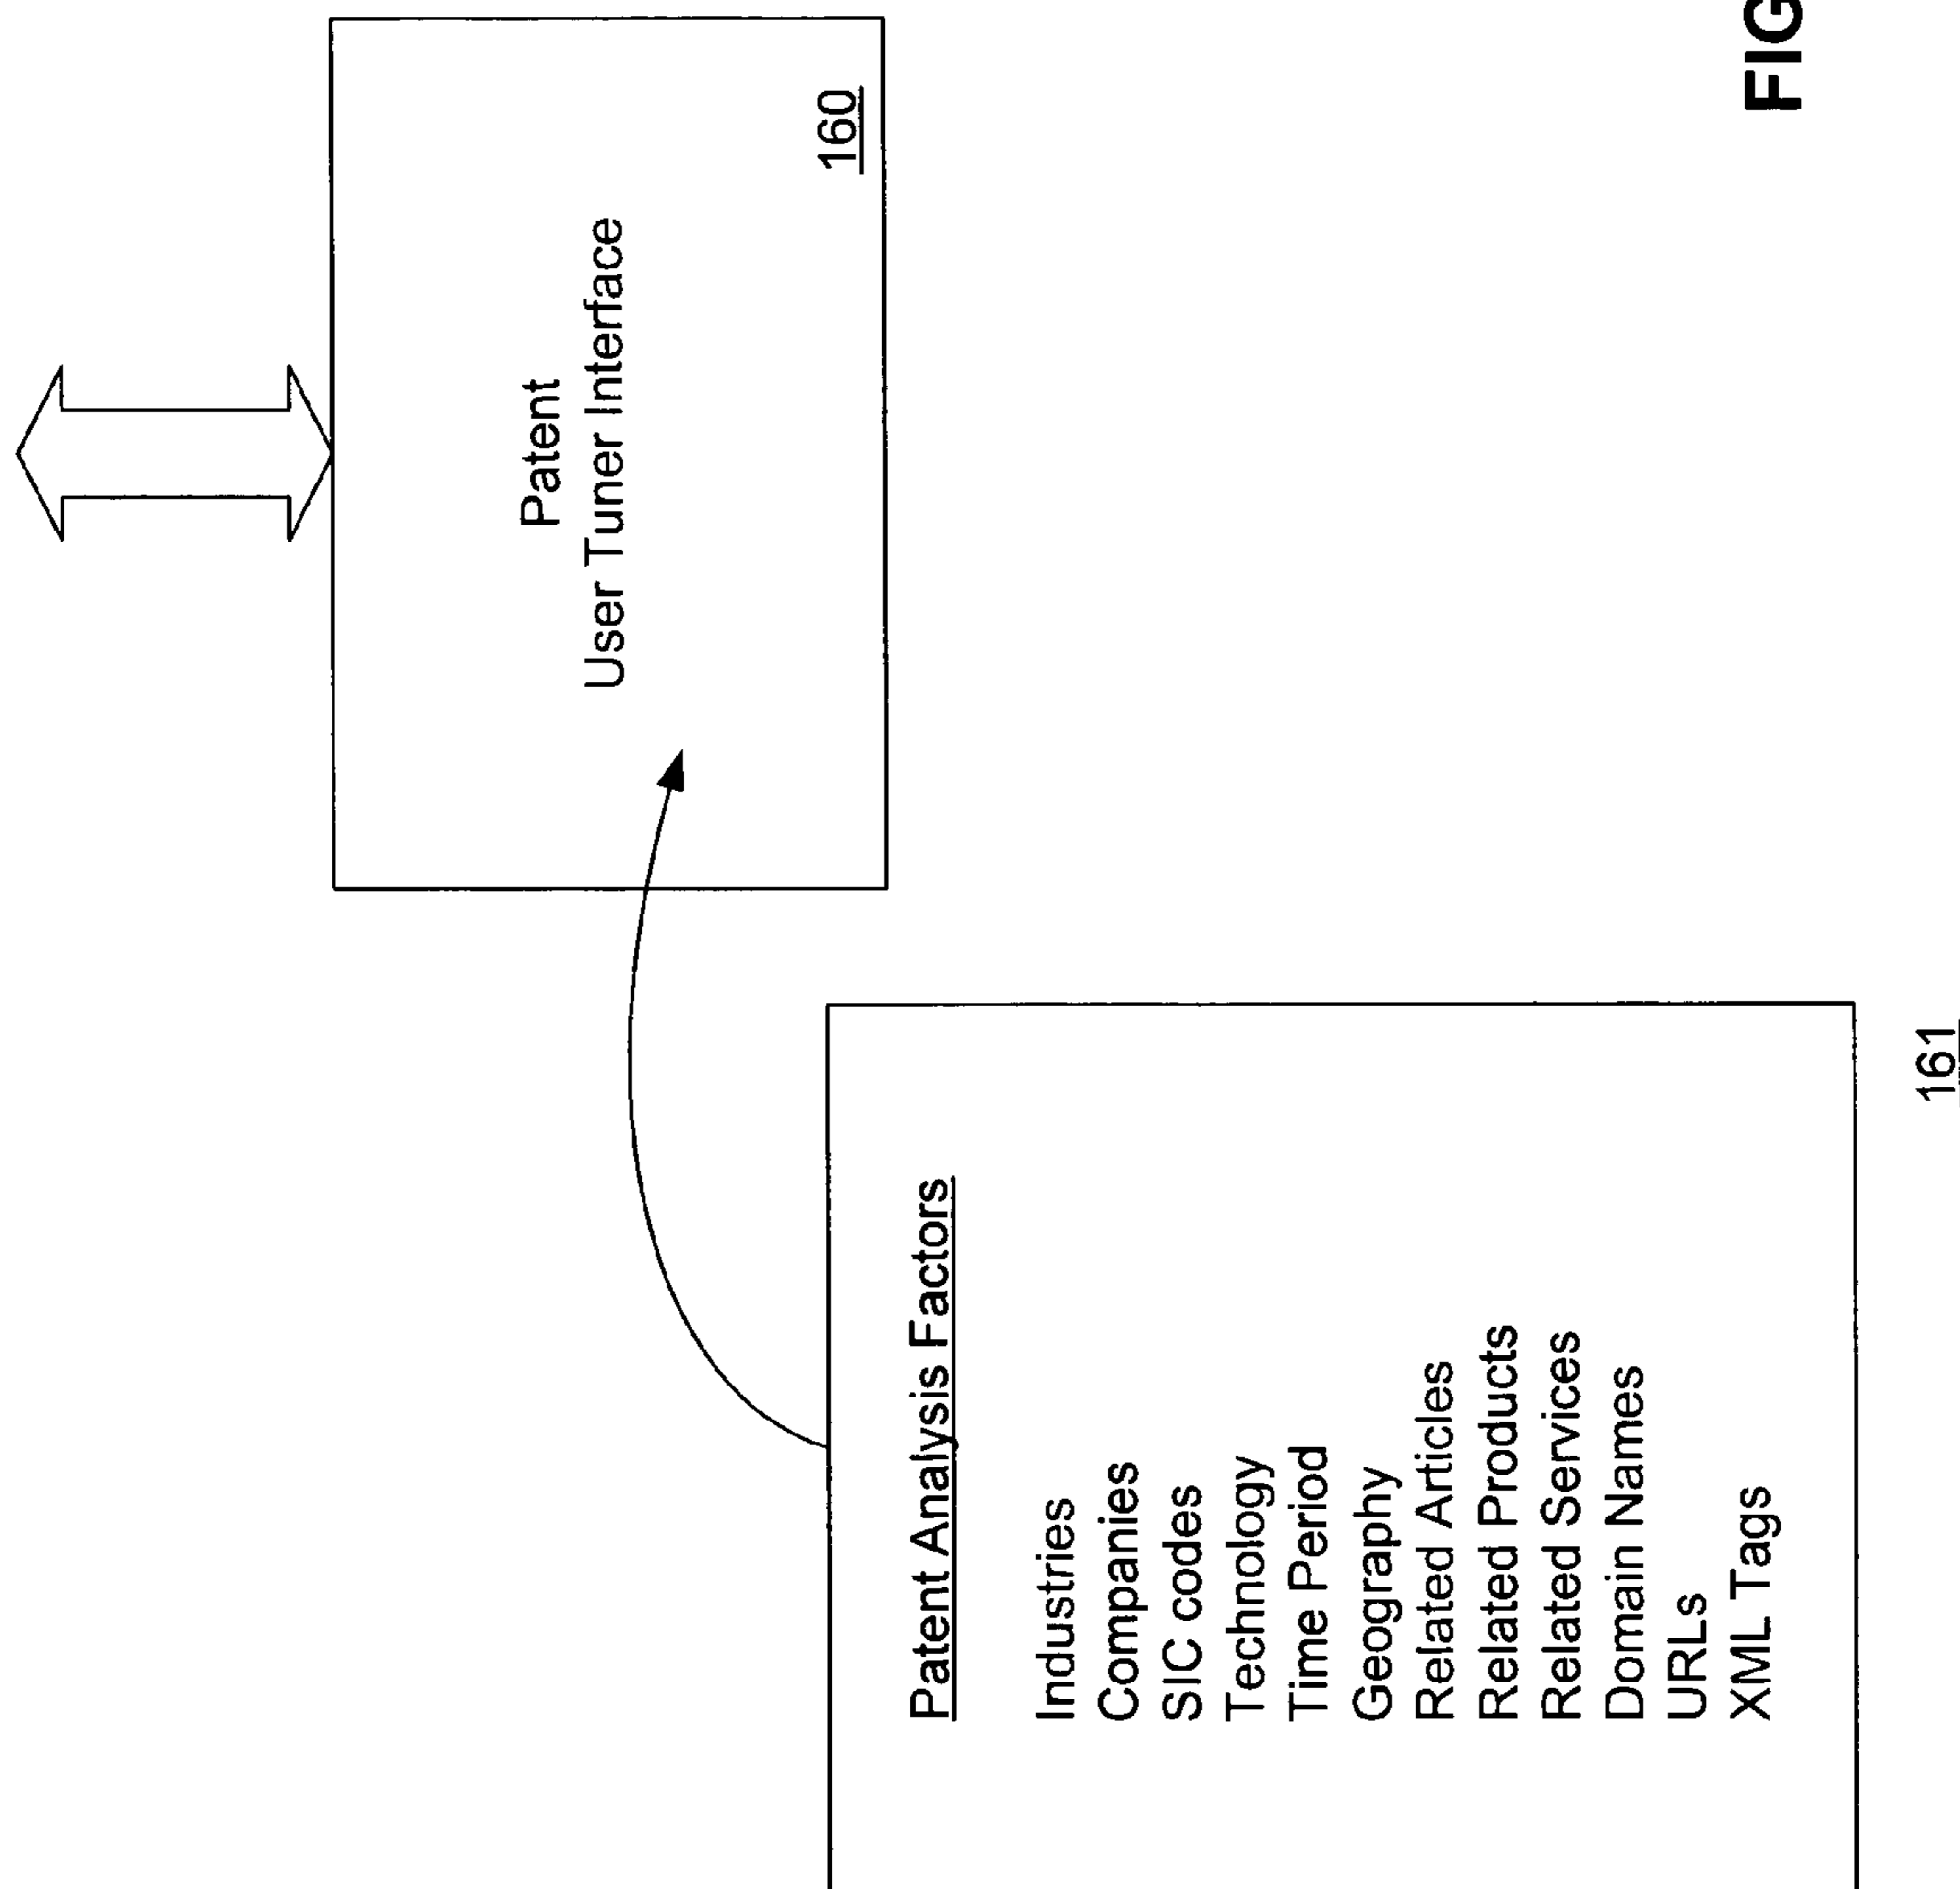 Patent
User Tuner Interface
160
Patent Analysis Factors
Industries
Companies
SIC codes
Technology
Time Period
Geography
Related Articles
Related Products
Related Services
Domain Names
URLs
XML Tags
161
FIG